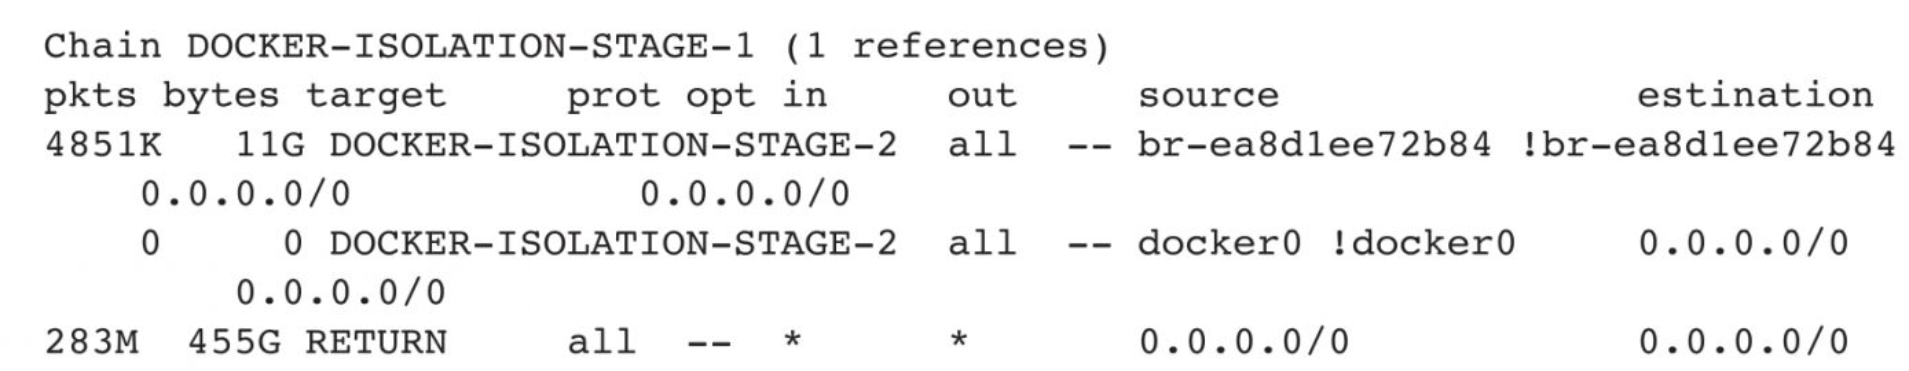 Chain DOCKER-ISOLATION-STAGE-1 (1 references)
pkts bytes target prot opt in out source estination
4851K 11G DOCKER-ISOLATION-STAGE-2 all -- br-ea8d1ee72b84 !br-ea8d1ee72b84
0.0.0.0/0 0.0.0.0/0
0 0 DOCKER-ISOLATION-STAGE-2 all -- docker0 !docker0 0.0.0.0/0
0.0.0.0/0
283M 455G RETURN all -- * * 0.0.0.0/0 0.0.0.0/0